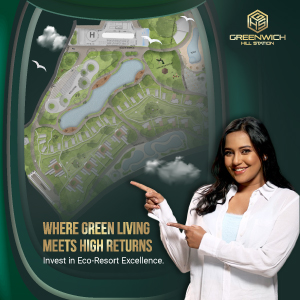 GREENWICH
HILL STATION
H
WHERE GREEN LIVING
MEETS HIGH RETURNS
Invest in Eco-Resort Excellence.